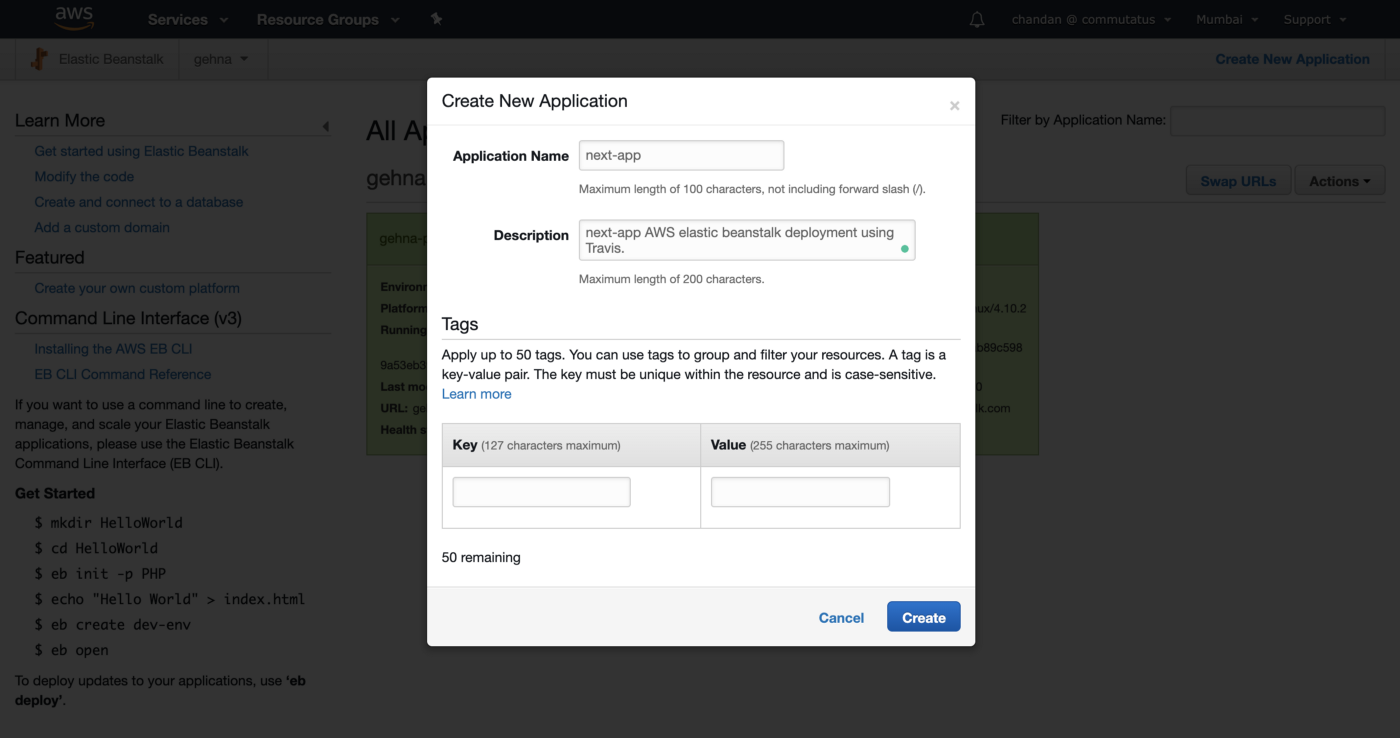 aws Services Resource Groups chandan @ commutatus Mumbai Support
Elastic Beanstalk gehna Create New Application
Learn More
Get started using Elastic Beanstalk
Modify the code
Create and connect to a database
Add a custom domain
Featured
Create your own custom platform
Command Line Interface (v3)
Installing the AWS EB CLI
EB CLI Command Reference
If you want to use a command line to create,
manage, and scale your Elastic Beanstalk
applications, please use the Elastic Beanstalk
Command Line Interface (EB CLI).
Get Started
$ mkdir HelloWorld
$ cd HelloWorld
$ eb init -p PHP
$ echo "Hello World" > index.html
$ eb create dev-env
$ eb open
To deploy updates to your applications, use ‘eb
deploy’.
All Ap
Filter by Application Name:
gehna
Swap URLs Actions
gehna-p
Environm
Platform ux/4.10.2
Running b89c598
9a53eb3
Last mo 0
URL: ge k.com
Health s
Create New Application ×
Application Name next-app
Maximum length of 100 characters, not including forward slash (/).
Description next-app AWS elastic beanstalk deployment using
Travis.
Maximum length of 200 characters.
Tags
Apply up to 50 tags. You can use tags to group and filter your resources. A tag is a
key-value pair. The key must be unique within the resource and is case-sensitive.
Learn more
Key (127 characters maximum) Value (255 characters maximum)
50 remaining
Cancel Create